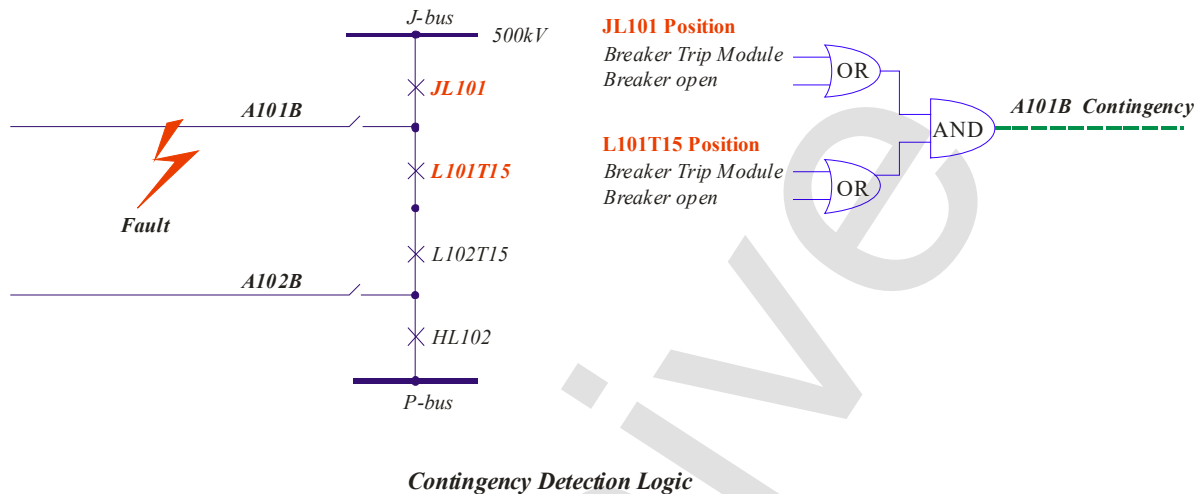 J-bus
500kV
JL101
A101B
L101T15
Fault
L102T15
A102B
HL102
P-bus
JL101 Position
Breaker Trip Module
Breaker open
OR
L101T15 Position
Breaker Trip Module
Breaker open
OR
AND
A101B Contingency
Contingency Detection Logic
ive